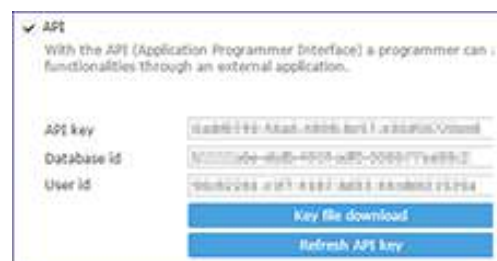 API
With the API (Application Programmer Interface) a programmer can
functionalities through an external application.
API key
Database id
User id
Key file download
Refresh API key